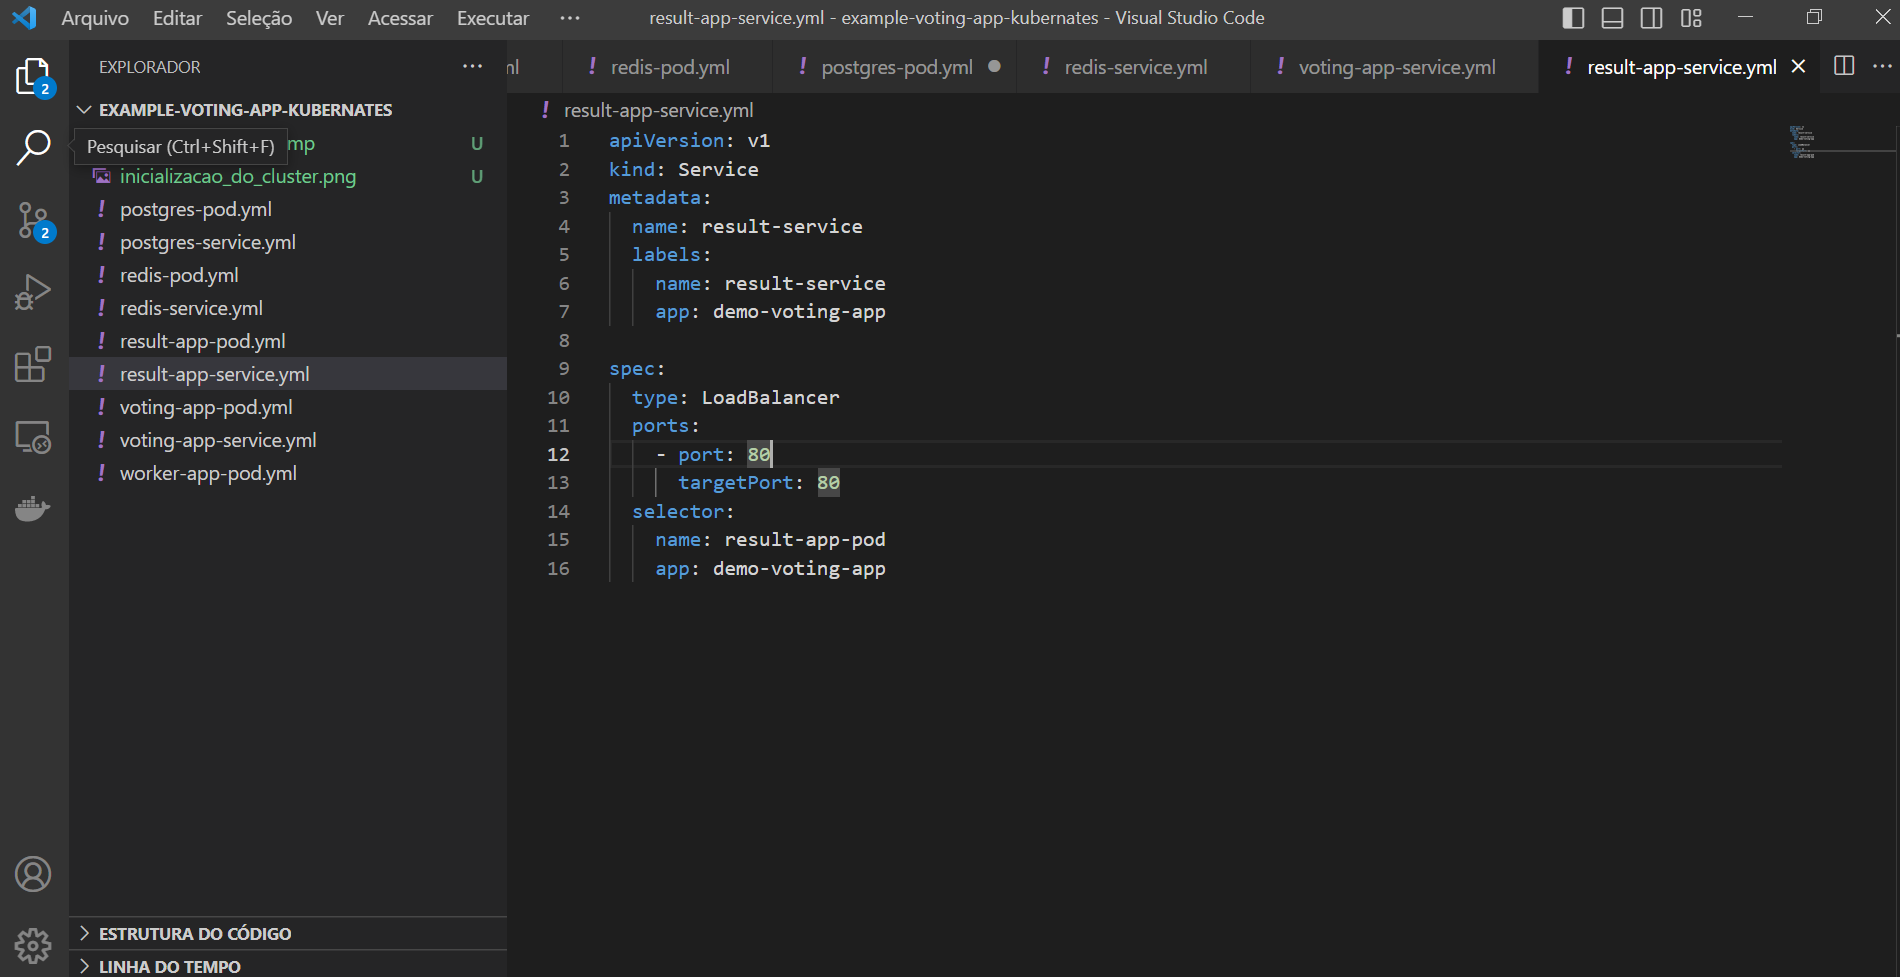 Arquivo Editar Seleção Ver Acessar Executar ··· result-app-service.yml - example-voting-app-kubernates - Visual Studio Code
EXPLORADOR ···
ml ! redis-pod.yml ! postgres-pod.yml ● ! redis-service.yml ! voting-app-service.yml ! result-app-service.yml ···
2
EXAMPLE-VOTING-APP-KUBERNATES
! result-app-service.yml
Pesquisar (Ctrl+Shift+F) mp U
inicializacao_do_cluster.png U
! postgres-pod.yml
2
! postgres-service.yml
! redis-pod.yml
! redis-service.yml
! result-app-pod.yml
! result-app-service.yml
! voting-app-pod.yml
! voting-app-service.yml
! worker-app-pod.yml
1 apiVersion: v1
2 kind: Service
3 metadata:
4 name: result-service
5 labels:
6 name: result-service
7 app: demo-voting-app
8
9 spec:
10 type: LoadBalancer
11 ports:
12 - port: 80
13 targetPort: 80
14 selector:
15 name: result-app-pod
16 app: demo-voting-app
ESTRUTURA DO CÓDIGO
LINHA DO TEMPO